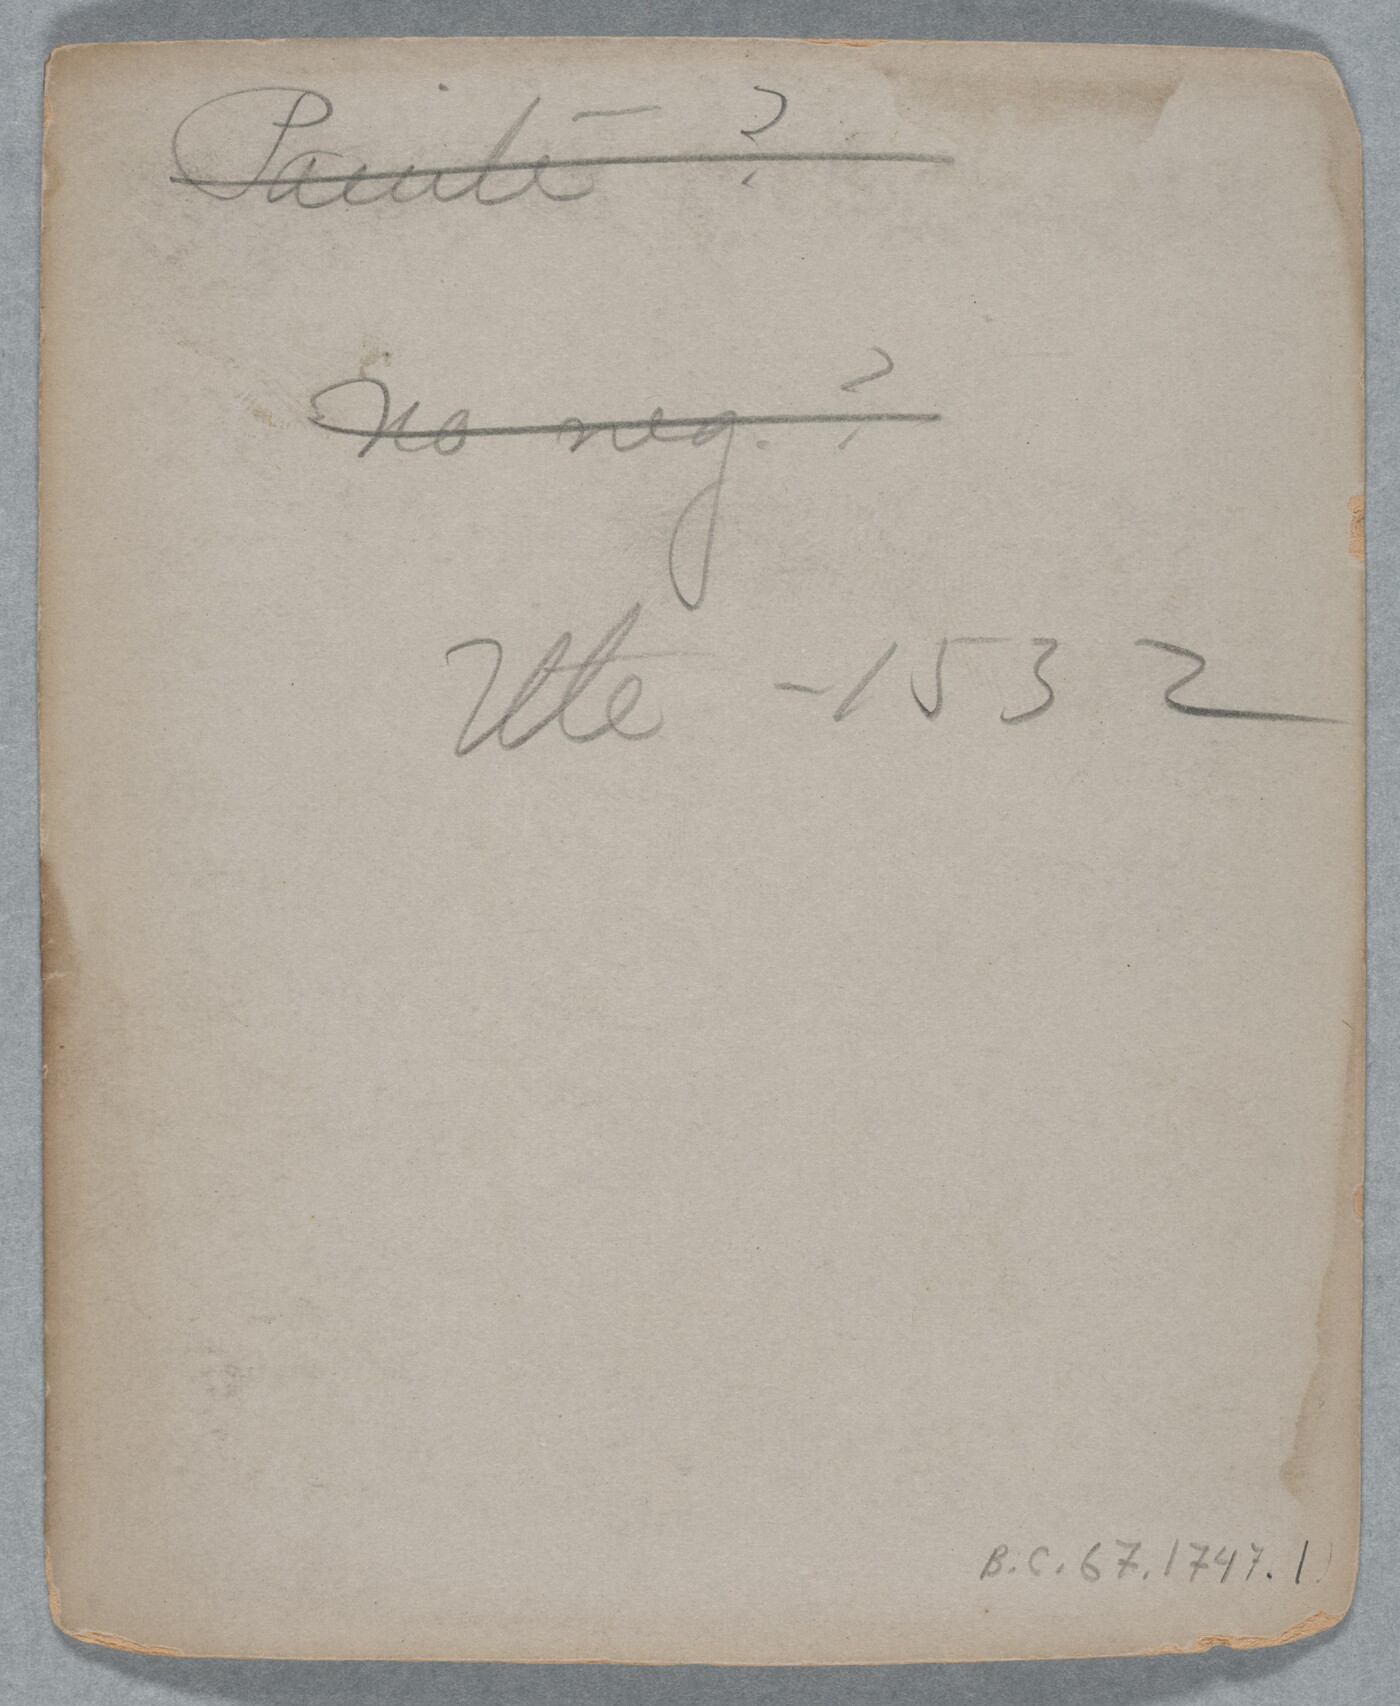 Paiute ?
No neg. ?
Ute - 1532
B.C. 67.1747.1